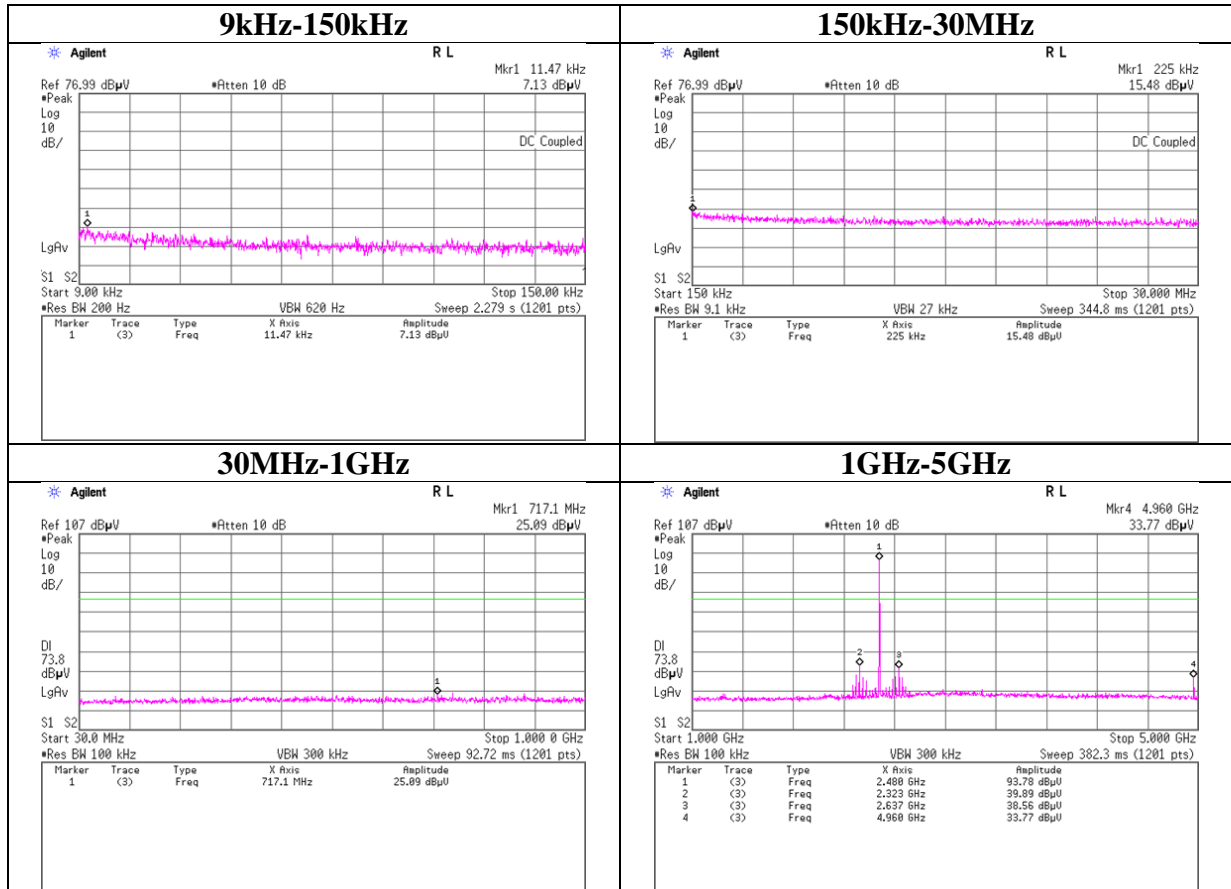 9kHz-150kHz
Agilent R L
Mkr1 11.47 kHz
Ref 76.99 dBµV #Atten 10 dB 7.13 dBµV
#Peak
Log
10
dB/
DC Coupled
1
LgAv
S1 S2
Start 9.00 kHz Stop 150.00 kHz
#Res BW 200 Hz VBW 620 Hz Sweep 2.279 s (1201 pts)
Marker Trace Type X Axis Amplitude
1 (3) Freq 11.47 kHz 7.13 dBµV
150kHz-30MHz
Agilent R L
Mkr1 225 kHz
Ref 76.99 dBµV #Atten 10 dB 15.48 dBµV
#Peak
Log
10
dB/
DC Coupled
1
LgAv
S1 S2
Start 150 kHz Stop 30.000 MHz
#Res BW 9.1 kHz VBW 27 kHz Sweep 344.8 ms (1201 pts)
Marker Trace Type X Axis Amplitude
1 (3) Freq 225 kHz 15.48 dBµV
30MHz-1GHz
Agilent R L
Mkr1 717.1 MHz
Ref 107 dBµV #Atten 10 dB 25.09 dBµV
#Peak
Log
10
dB/
DI
73.8
dBµV
1
LgAv
S1 S2
Start 30.0 MHz Stop 1.000 0 GHz
#Res BW 100 kHz VBW 300 kHz Sweep 92.72 ms (1201 pts)
Marker Trace Type X Axis Amplitude
1 (3) Freq 717.1 MHz 25.09 dBµV
1GHz-5GHz
Agilent R L
Mkr4 4.960 GHz
Ref 107 dBµV #Atten 10 dB 33.77 dBµV
#Peak
1
Log
10
dB/
DI
2 3
73.8
4
dBµV
LgAv
S1 S2
Start 1.000 GHz Stop 5.000 GHz
#Res BW 100 kHz VBW 300 kHz Sweep 382.3 ms (1201 pts)
Marker Trace Type X Axis Amplitude
1 (3) Freq 2.480 GHz 93.78 dBµV
2 (3) Freq 2.323 GHz 39.89 dBµV
3 (3) Freq 2.637 GHz 38.56 dBµV
4 (3) Freq 4.960 GHz 33.77 dBµV